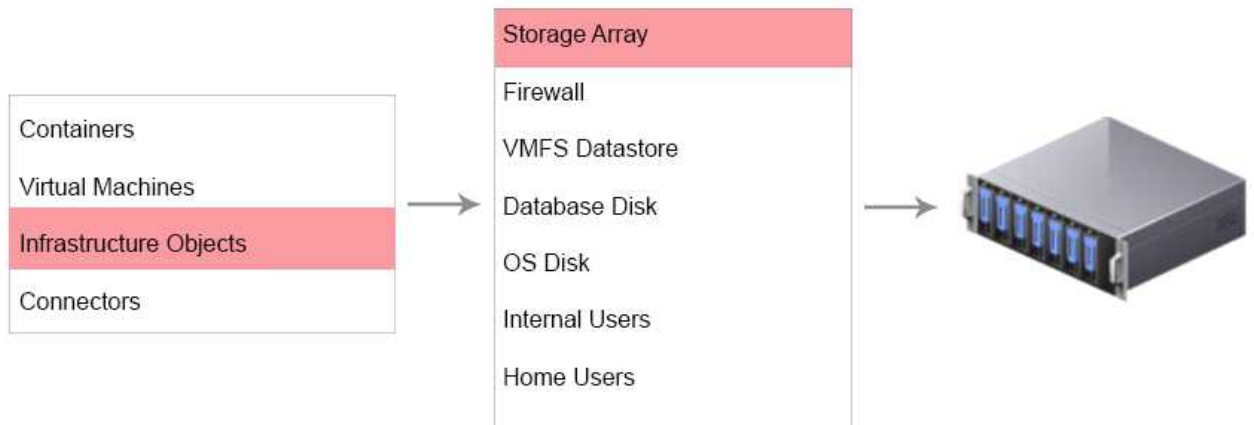 Containers
Virtual Machines
Infrastructure Objects
Connectors
Storage Array
Firewall
VMFS Datastore
Database Disk
OS Disk
Internal Users
Home Users